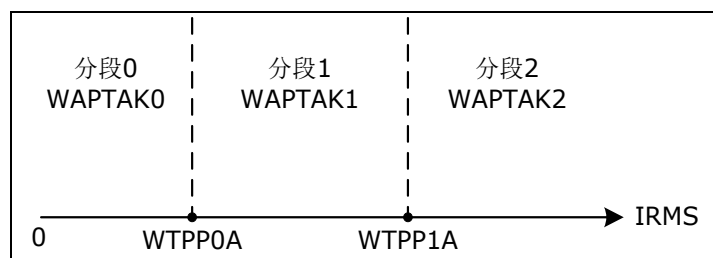 分段0
WAPTAK0
分段1
WAPTAK1
分段2
WAPTAK2
IRMS
0
WTPP0A
WTPP1A